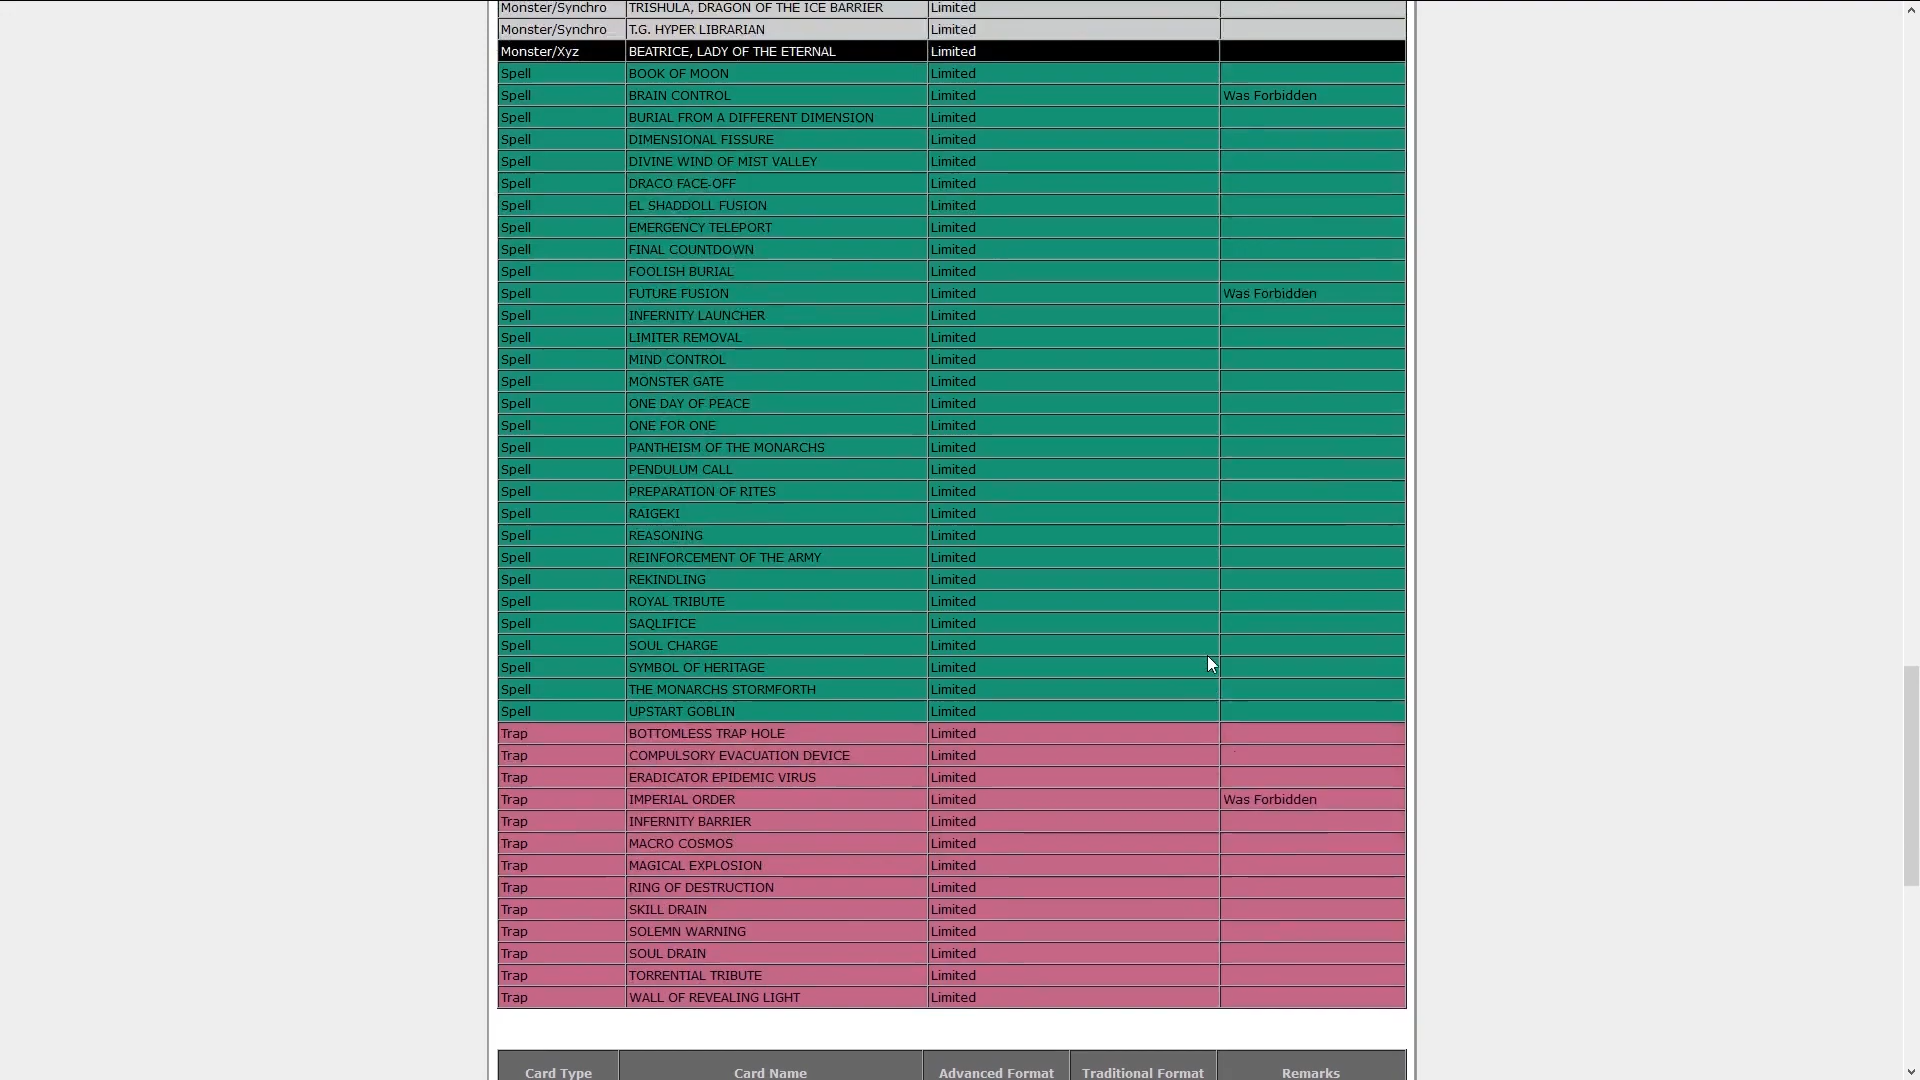 Monster/Synchro TRISHULA, DRAGON OF THE ICE BARRIER Limited
Monster/Synchro T.G. HYPER LIBRARIAN Limited
Monster/Xyz BEATRICE, LADY OF THE ETERNAL Limited
Spell BOOK OF MOON Limited
Spell BRAIN CONTROL Limited Was Forbidden
Spell BURIAL FROM A DIFFERENT DIMENSION Limited
Spell DIMENSIONAL FISSURE Limited
Spell DIVINE WIND OF MIST VALLEY Limited
Spell DRACO FACE-OFF Limited
Spell EL SHADDOLL FUSION Limited
Spell EMERGENCY TELEPORT Limited
Spell FINAL COUNTDOWN Limited
Spell FOOLISH BURIAL Limited
Spell FUTURE FUSION Limited Was Forbidden
Spell INFERNITY LAUNCHER Limited
Spell LIMITER REMOVAL Limited
Spell MIND CONTROL Limited
Spell MONSTER GATE Limited
Spell ONE DAY OF PEACE Limited
Spell ONE FOR ONE Limited
Spell PANTHEISM OF THE MONARCHS Limited
Spell PENDULUM CALL Limited
Spell PREPARATION OF RITES Limited
Spell RAIGEKI Limited
Spell REASONING Limited
Spell REINFORCEMENT OF THE ARMY Limited
Spell REKINDLING Limited
Spell ROYAL TRIBUTE Limited
Spell SAQLIFICE Limited
Spell SOUL CHARGE Limited
Spell SYMBOL OF HERITAGE Limited
Spell THE MONARCHS STORMFORTH Limited
Spell UPSTART GOBLIN Limited
Trap BOTTOMLESS TRAP HOLE Limited
Trap COMPULSORY EVACUATION DEVICE Limited
Trap ERADICATOR EPIDEMIC VIRUS Limited
Trap IMPERIAL ORDER Limited Was Forbidden
Trap INFERNITY BARRIER Limited
Trap MACRO COSMOS Limited
Trap MAGICAL EXPLOSION Limited
Trap RING OF DESTRUCTION Limited
Trap SKILL DRAIN Limited
Trap SOLEMN WARNING Limited
Trap SOUL DRAIN Limited
Trap TORRENTIAL TRIBUTE Limited
Trap WALL OF REVEALING LIGHT Limited
Card Type Card Name Advanced Format Traditional Format Remarks